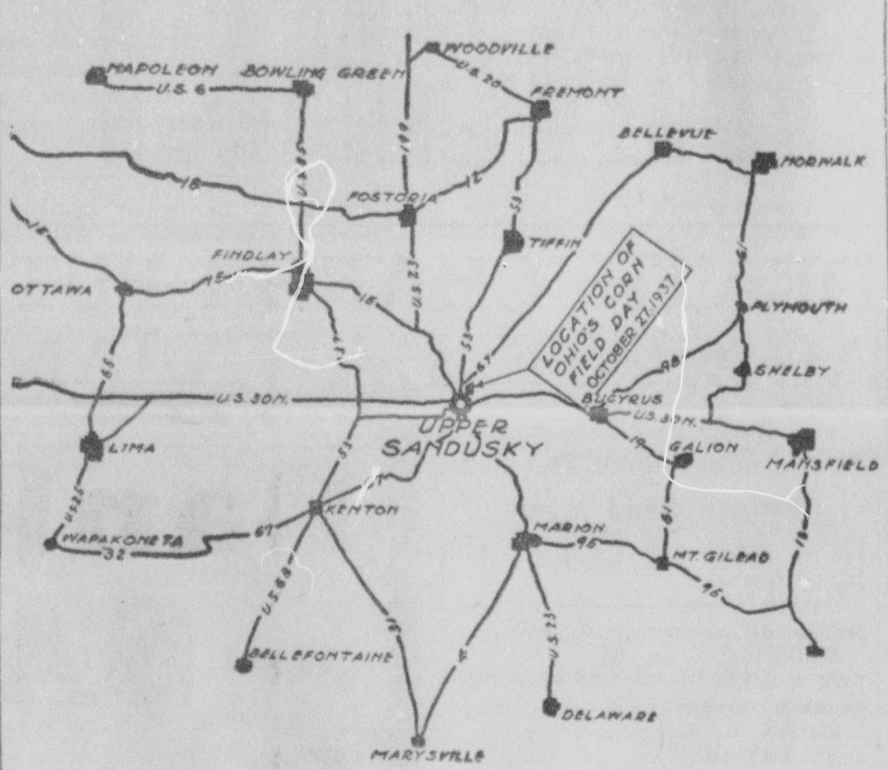 WOODVILLE
NAPOLEON
BOWLING GREEN
U.S. 6
U.S. 20
FREMONT
BELLEVUE
NORWALK
199
U.S. 25
18
12
FOSTORIA
53
TIFFIN
61
FINDLAY
OTTAWA
15
U.S. 23
LOCATION OF
OHIO'S CORN
FIELD DAY
OCTOBER 27, 1937
PLYMOUTH
53
67
98
SHELBY
65
U.S. 30 N.
BUCYRUS
U.S. 30 N.
UPPER
SANDUSKY
LIMA
53
19
GALION
MANSFIELD
U.S. 25
KENTON
61
13
WAPAKONETA
67
32
MARION
95
MT. GILEAD
U.S. 68
31
95
4
U.S. 23
BELLEFONTAINE
DELAWARE
MARYSVILLE